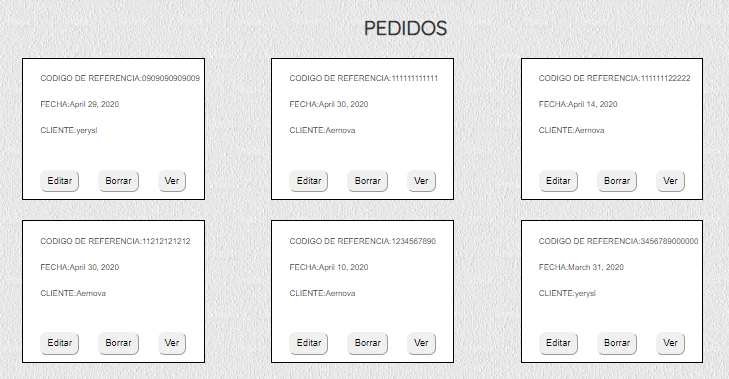 PEDIDOS
CODIGO DE REFERENCIA:0909090909009
FECHA:April 29, 2020
CLIENTE:yerysl
Editar Borrar Ver
CODIGO DE REFERENCIA:111111111111
FECHA:April 30, 2020
CLIENTE:Aernova
Editar Borrar Ver
CODIGO DE REFERENCIA:111111122222
FECHA:April 14, 2020
CLIENTE:Aernova
Editar Borrar Ver
CODIGO DE REFERENCIA:11212121212
FECHA:April 30, 2020
CLIENTE:Aernova
Editar Borrar Ver
CODIGO DE REFERENCIA:1234567890
FECHA:April 10, 2020
CLIENTE:Aernova
Editar Borrar Ver
CODIGO DE REFERENCIA:3456789000000
FECHA:March 31, 2020
CLIENTE:yerysl
Editar Borrar Ver